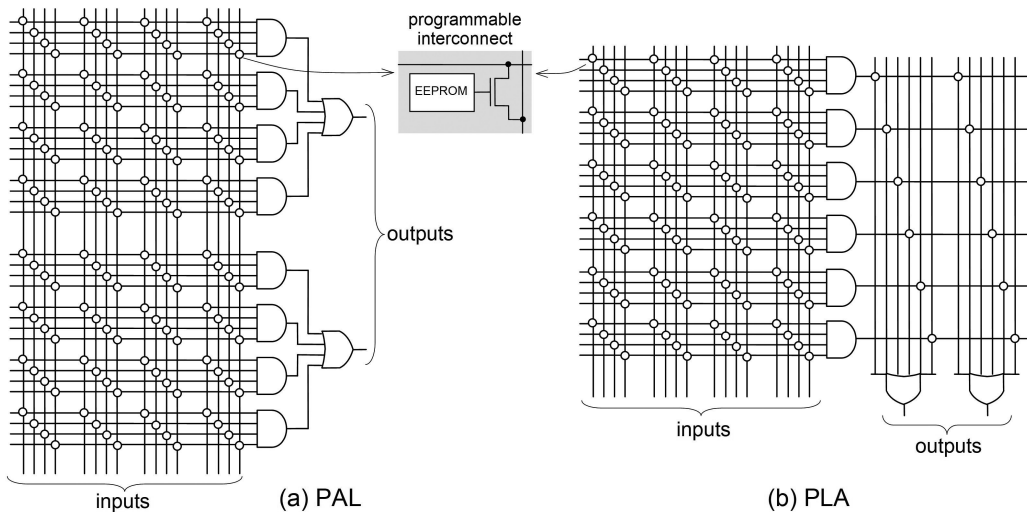 programmable
interconnect
EEPROM
outputs
inputs
(a) PAL
inputs
outputs
(b) PLA